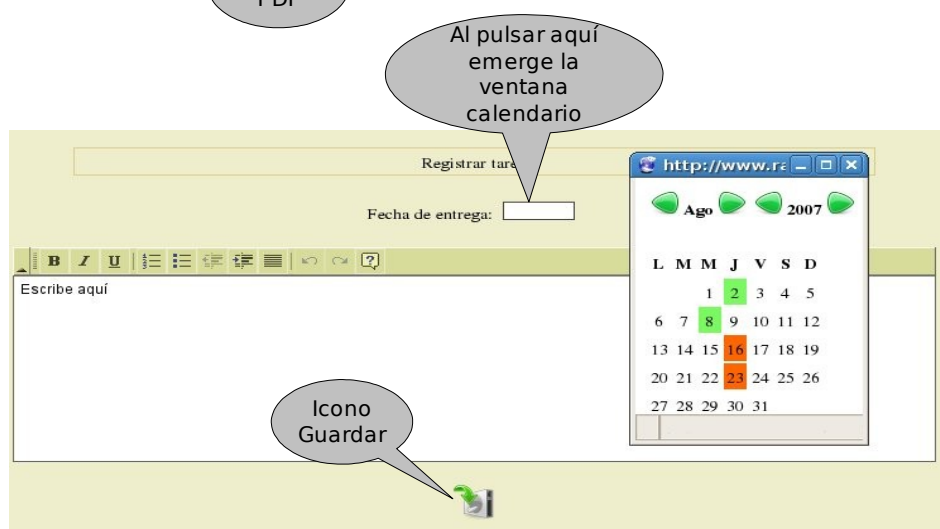 PDF
Al pulsar aquí
emerge la
ventana
calendario
Registrar tare
http://www.ra
Ago 2007
Fecha de entrega:
B I U
L M M J V S D
Escribe aquí
1 2 3 4 5
6 7 8 9 10 11 12
13 14 15 16 17 18 19
20 21 22 23 24 25 26
27 28 29 30 31
Icono
Guardar